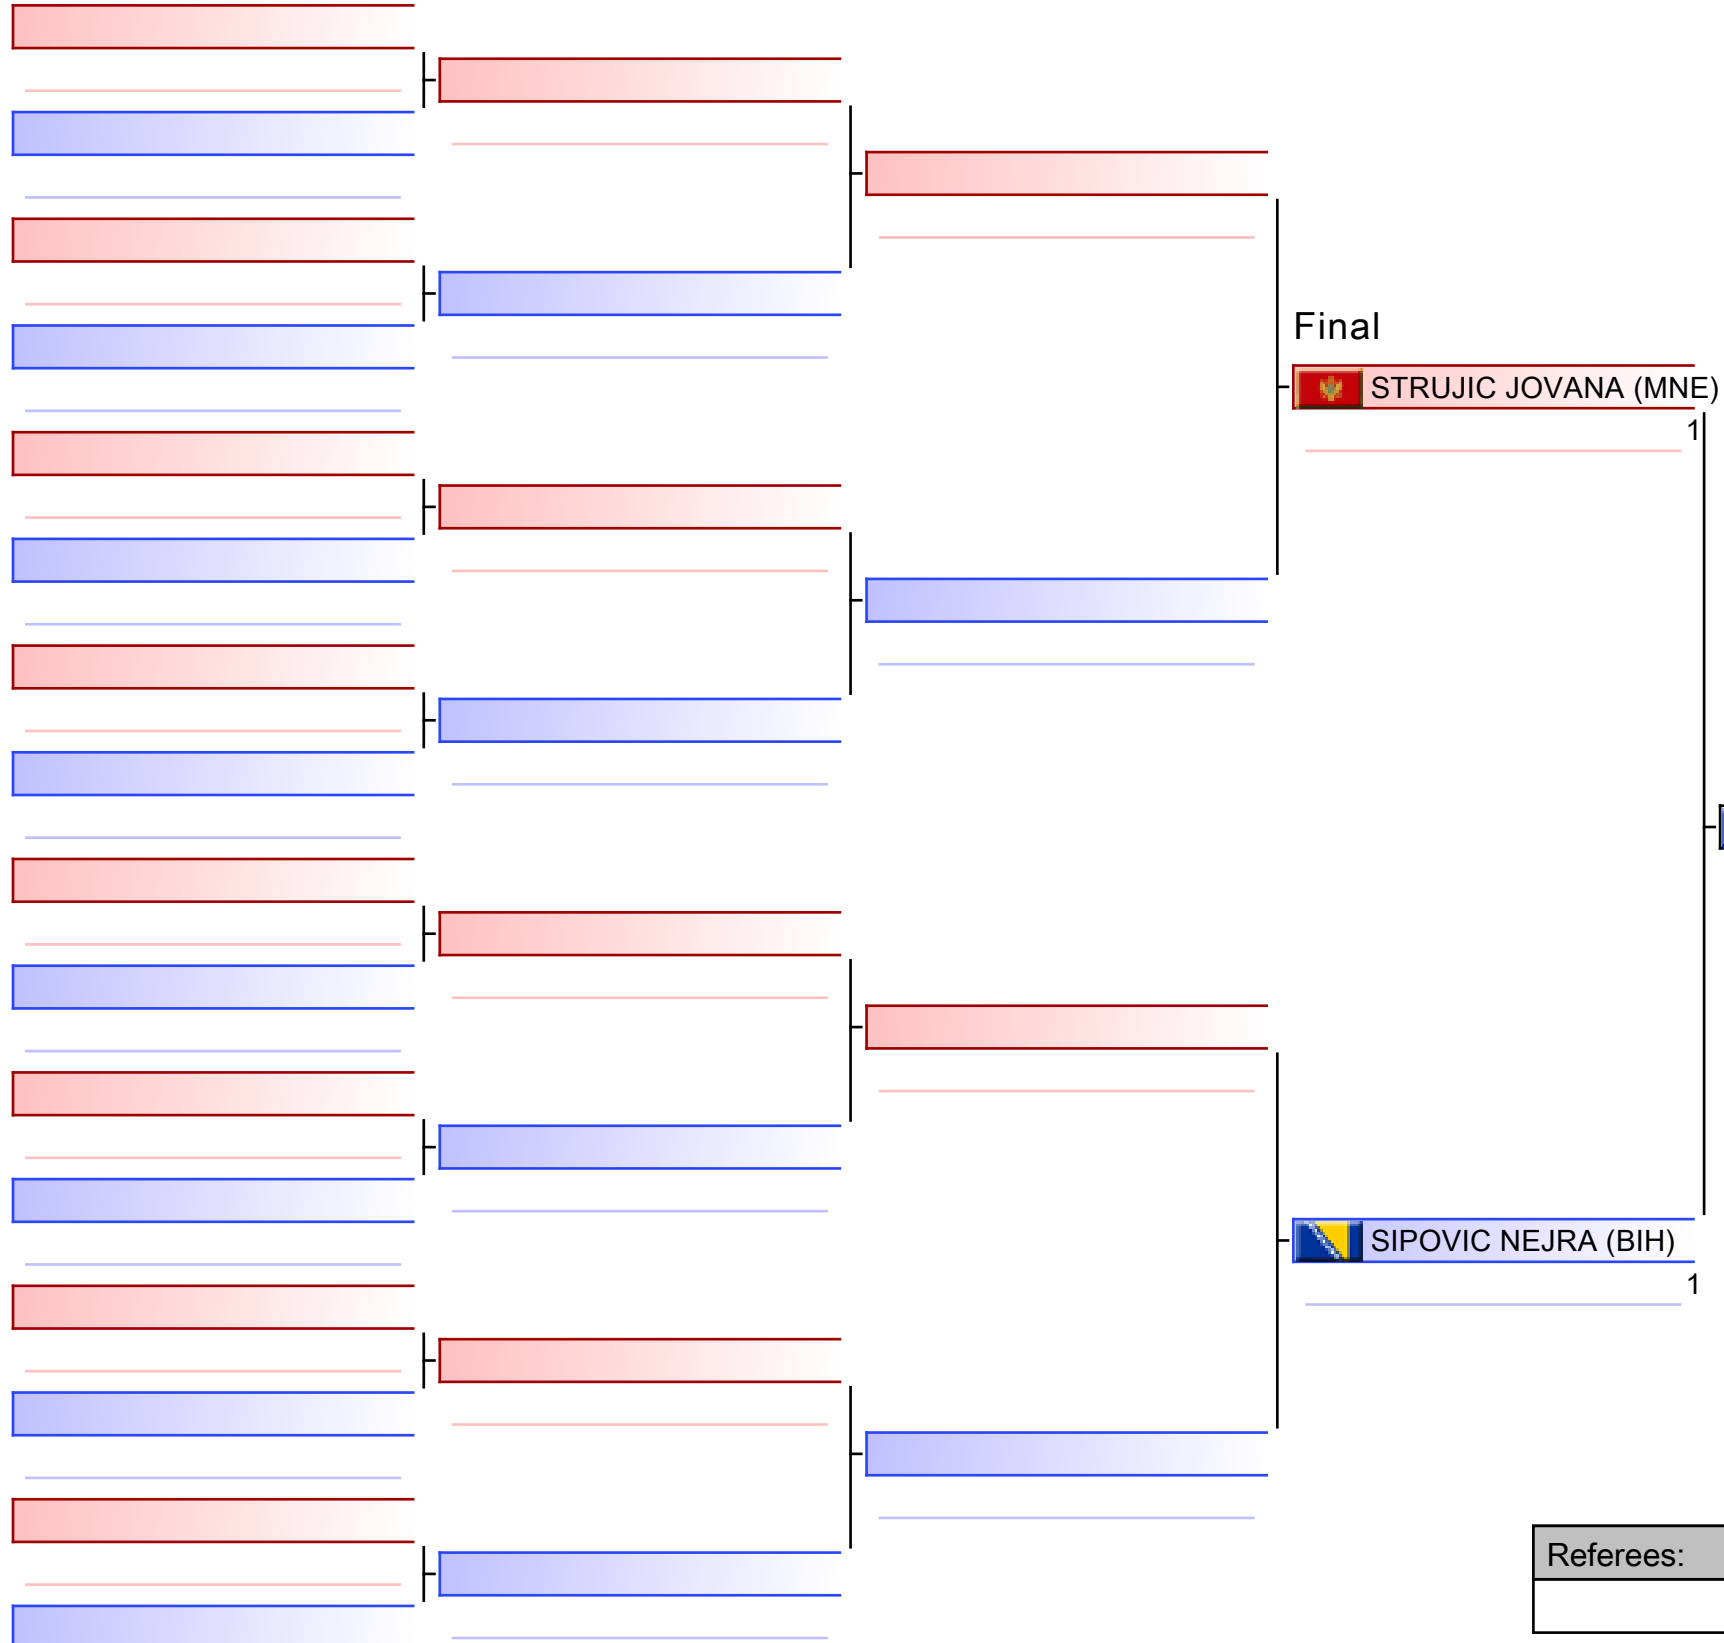 Final
STRUJIC JOVANA (MNE)
1
SIPOVIC NEJRA (BIH)
1
Referees: